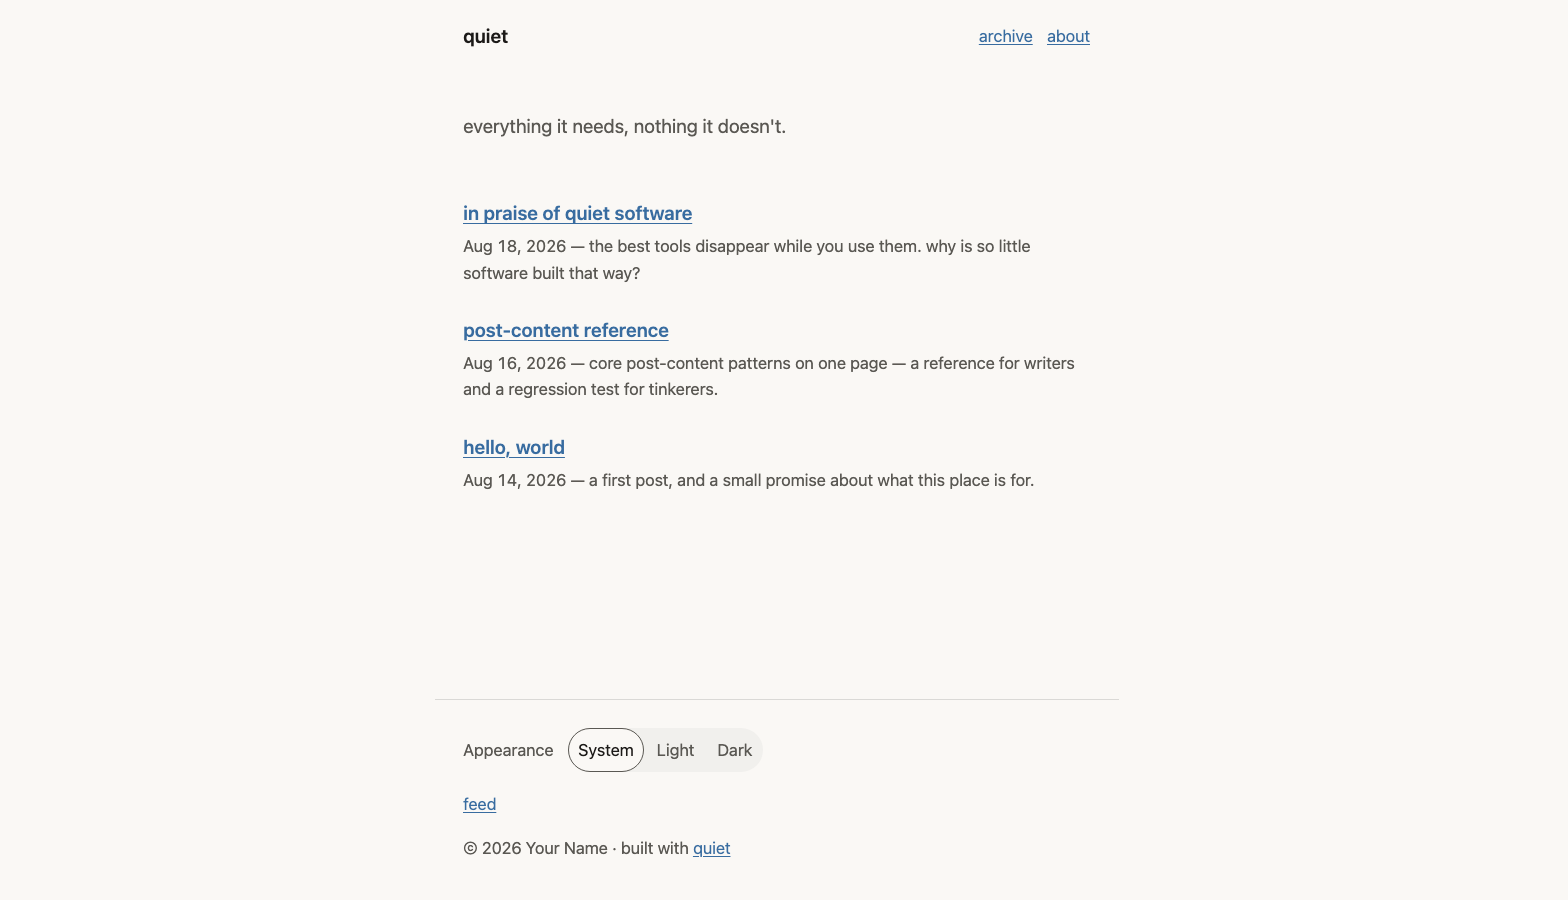 quiet
archive about
everything it needs, nothing it doesn't.
in praise of quiet software
Aug 18, 2026 — the best tools disappear while you use them. why is so little
software built that way?
post-content reference
Aug 16, 2026 — core post-content patterns on one page — a reference for writers
and a regression test for tinkerers.
hello, world
Aug 14, 2026 — a first post, and a small promise about what this place is for.
Appearance System Light Dark
feed
© 2026 Your Name · built with quiet